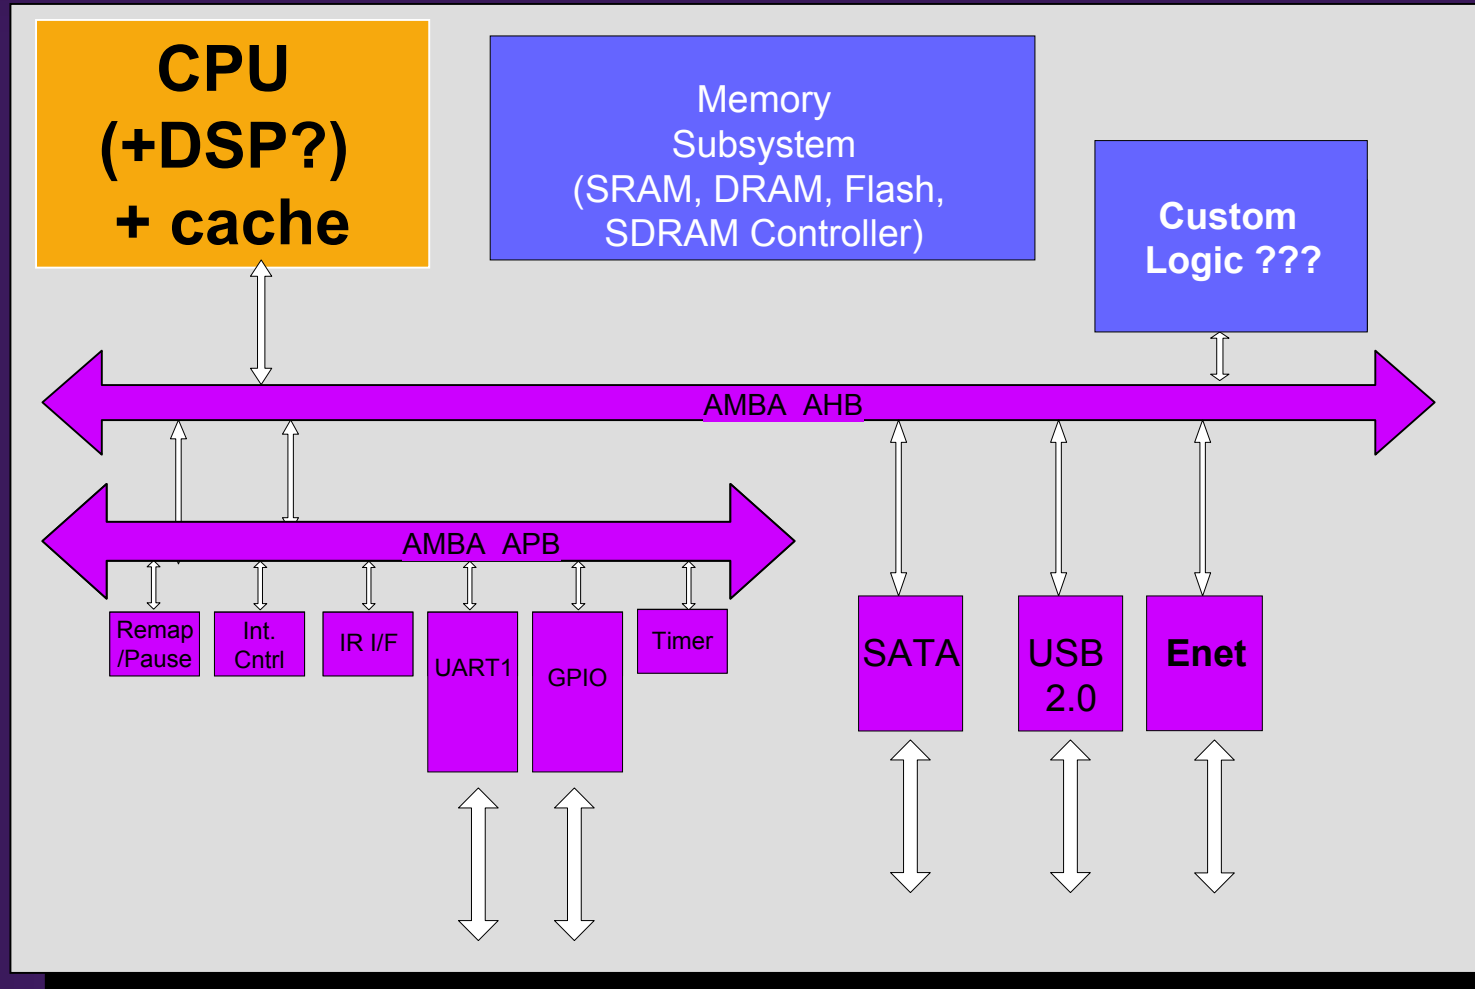 CPU
(+DSP?)
+ cache
Memory
Subsystem
(SRAM, DRAM, Flash,
SDRAM Controller)
Custom
Logic ???
AMBA AHB
AMBA APB
Remap
/Pause
Int.
Cntrl
IR I/F
UART1
GPIO
Timer
SATA
USB
2.0
Enet